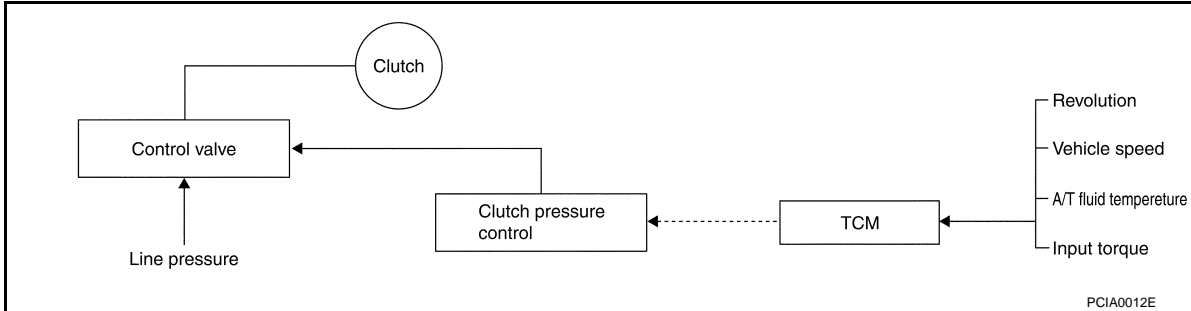 Clutch
Control valve
Line pressure
Clutch pressure
control
TCM
Revolution
Vehicle speed
A/T fluid tempereture
Input torque
PCIA0012E